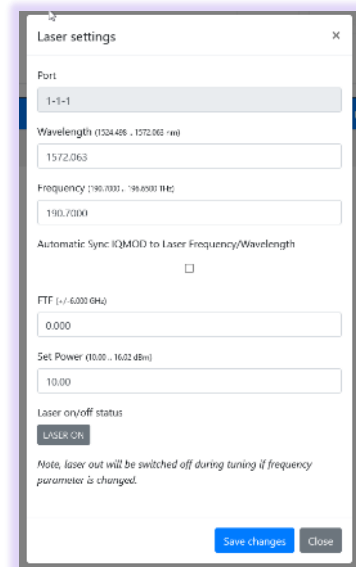 Laser settings ×
Port
1-1-1
Wavelength (1524.488 .. 1572.063 nm)
1572.063
Frequency (190.7000 .. 196.6500 THz)
190.7000
Automatic Sync IQMOD to Laser Frequency/Wavelength
FTF (+/-6.000 GHz)
0.000
Set Power (10.00 .. 16.02 dBm)
10.00
Laser on/off status
LASER ON
Note, laser out will be switched off during tuning if frequency
parameter is changed.
Save changes Close